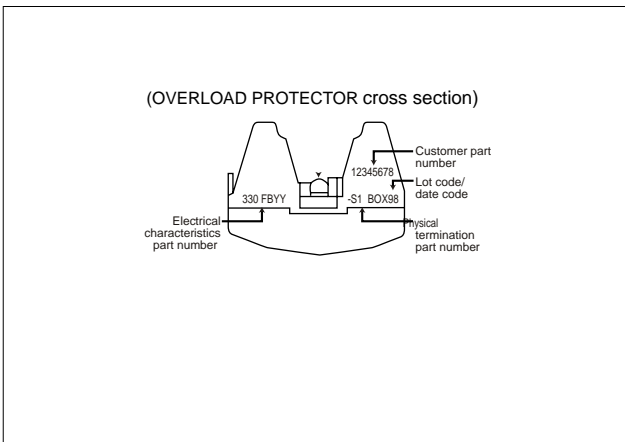 (OVERLOAD PROTECTOR cross section)
Customer part
number
12345678
Lot code/
date code
330 FBYY
-S1 BOX98
Electrical
characteristics
part number
Physical
termination
part number